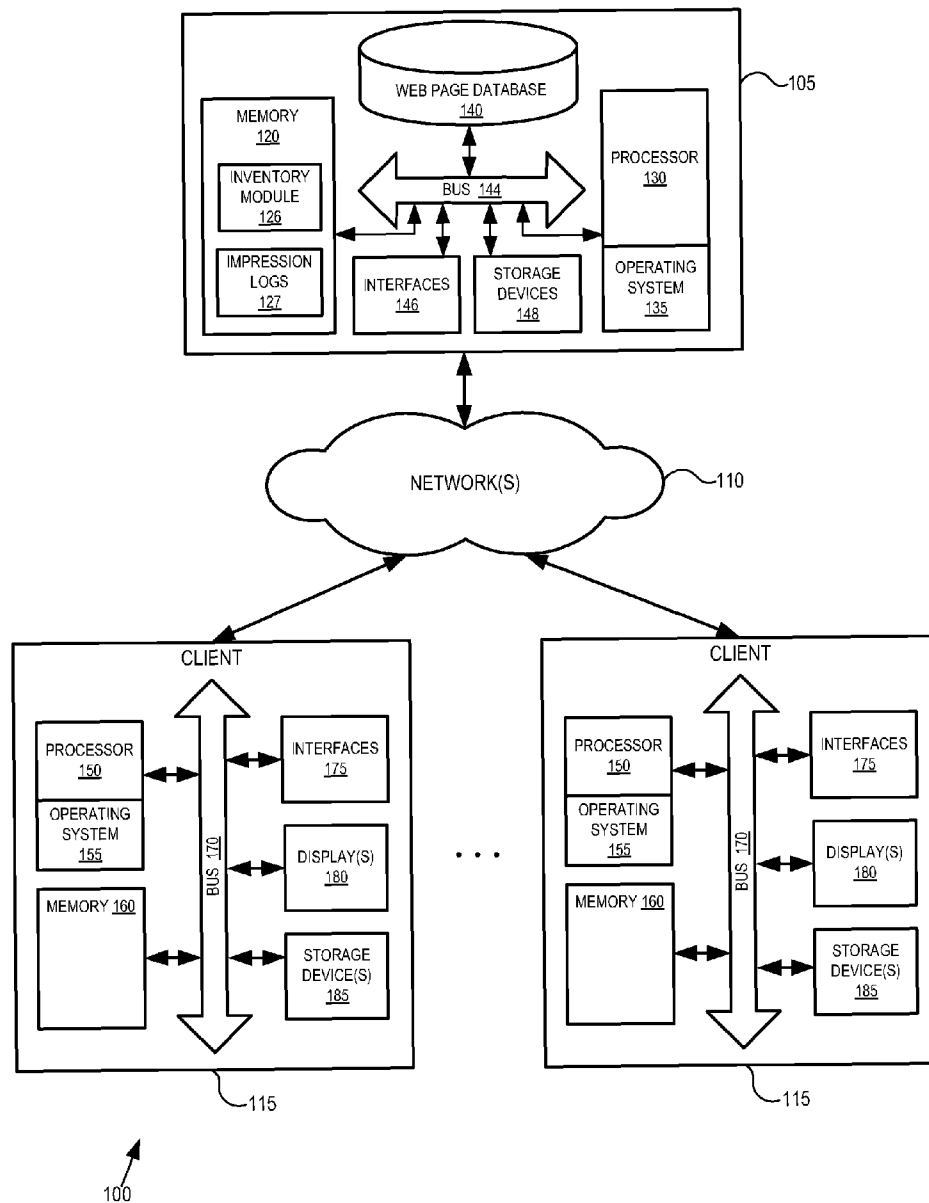 WEB PAGE DATABASE
140
105
MEMORY
120
INVENTORY
MODULE
126
IMPRESSION
LOGS
127
BUS 144
PROCESSOR
130
OPERATING
SYSTEM
135
INTERFACES
146
STORAGE
DEVICES
148
NETWORK(S)
110
CLIENT
PROCESSOR
150
OPERATING
SYSTEM
155
MEMORY 160
BUS 170
INTERFACES
175
DISPLAY(S)
180
STORAGE
DEVICE(S)
185
115
. . .
CLIENT
PROCESSOR
150
OPERATING
SYSTEM
155
MEMORY 160
BUS 170
INTERFACES
175
DISPLAY(S)
180
STORAGE
DEVICE(S)
185
115
100